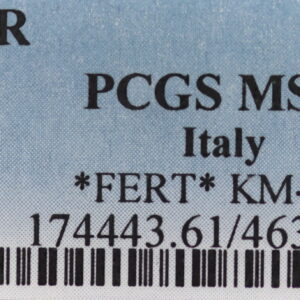 R
PCGS MS
Italy
*FERT* KM-
174443.61/463